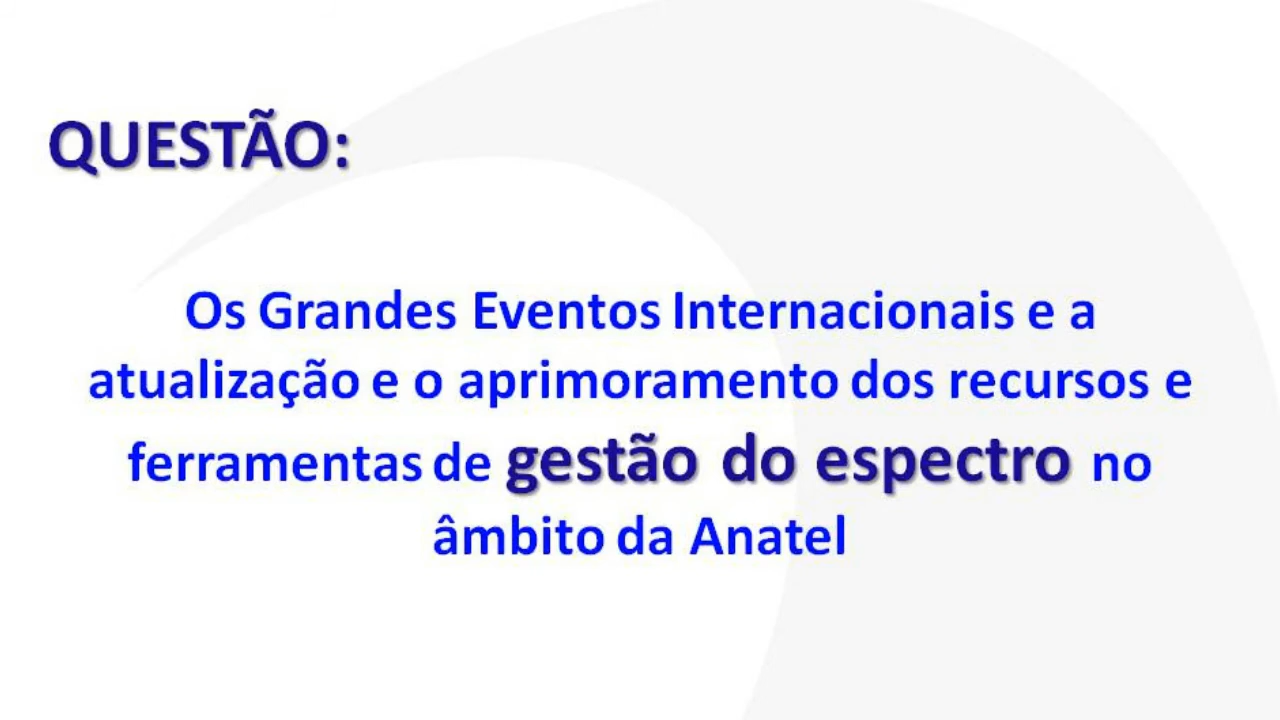 QUESTÃO:
Os Grandes Eventos Internacionais e a
atualização e o aprimoramento dos recursos e
ferramentas de gestão do espectro no
âmbito da Anatel